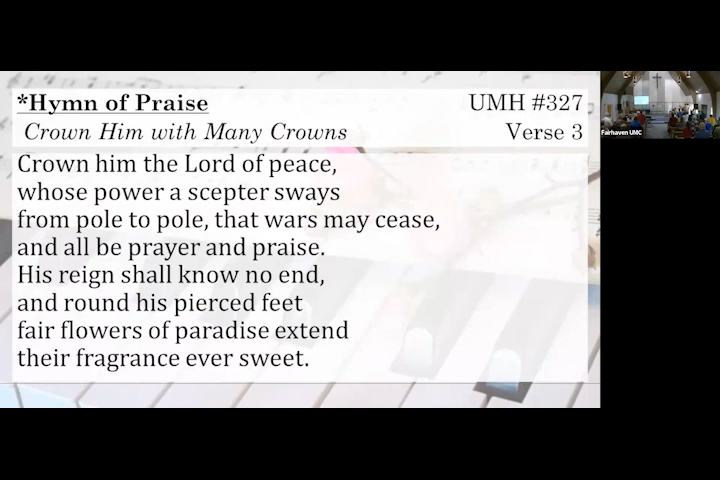 *Hymn of Praise UMH #327
Crown Him with Many Crowns Verse 3
Crown him the Lord of peace,
whose power a scepter sways
from pole to pole, that wars may cease,
and all be prayer and praise.
His reign shall know no end,
and round his pierced feet
fair flowers of paradise extend
their fragrance ever sweet.
Fairhaven UMC